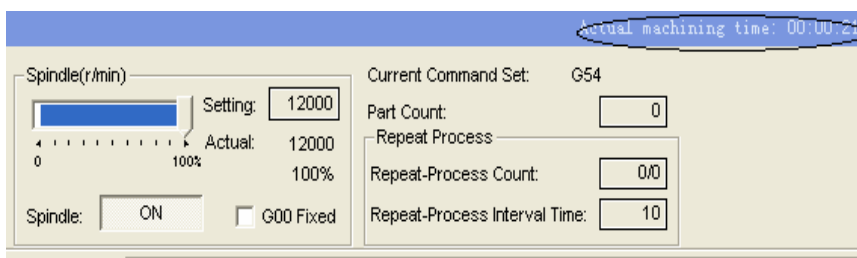 Actual machining time: 00:00:21
Spindle(r/min)
Setting: 12000
0 100%
Actual: 12000
100%
Spindle: ON G00 Fixed
Current Command Set: G54
Part Count: 0
Repeat Process
Repeat-Process Count: 0/0
Repeat-Process Interval Time: 10